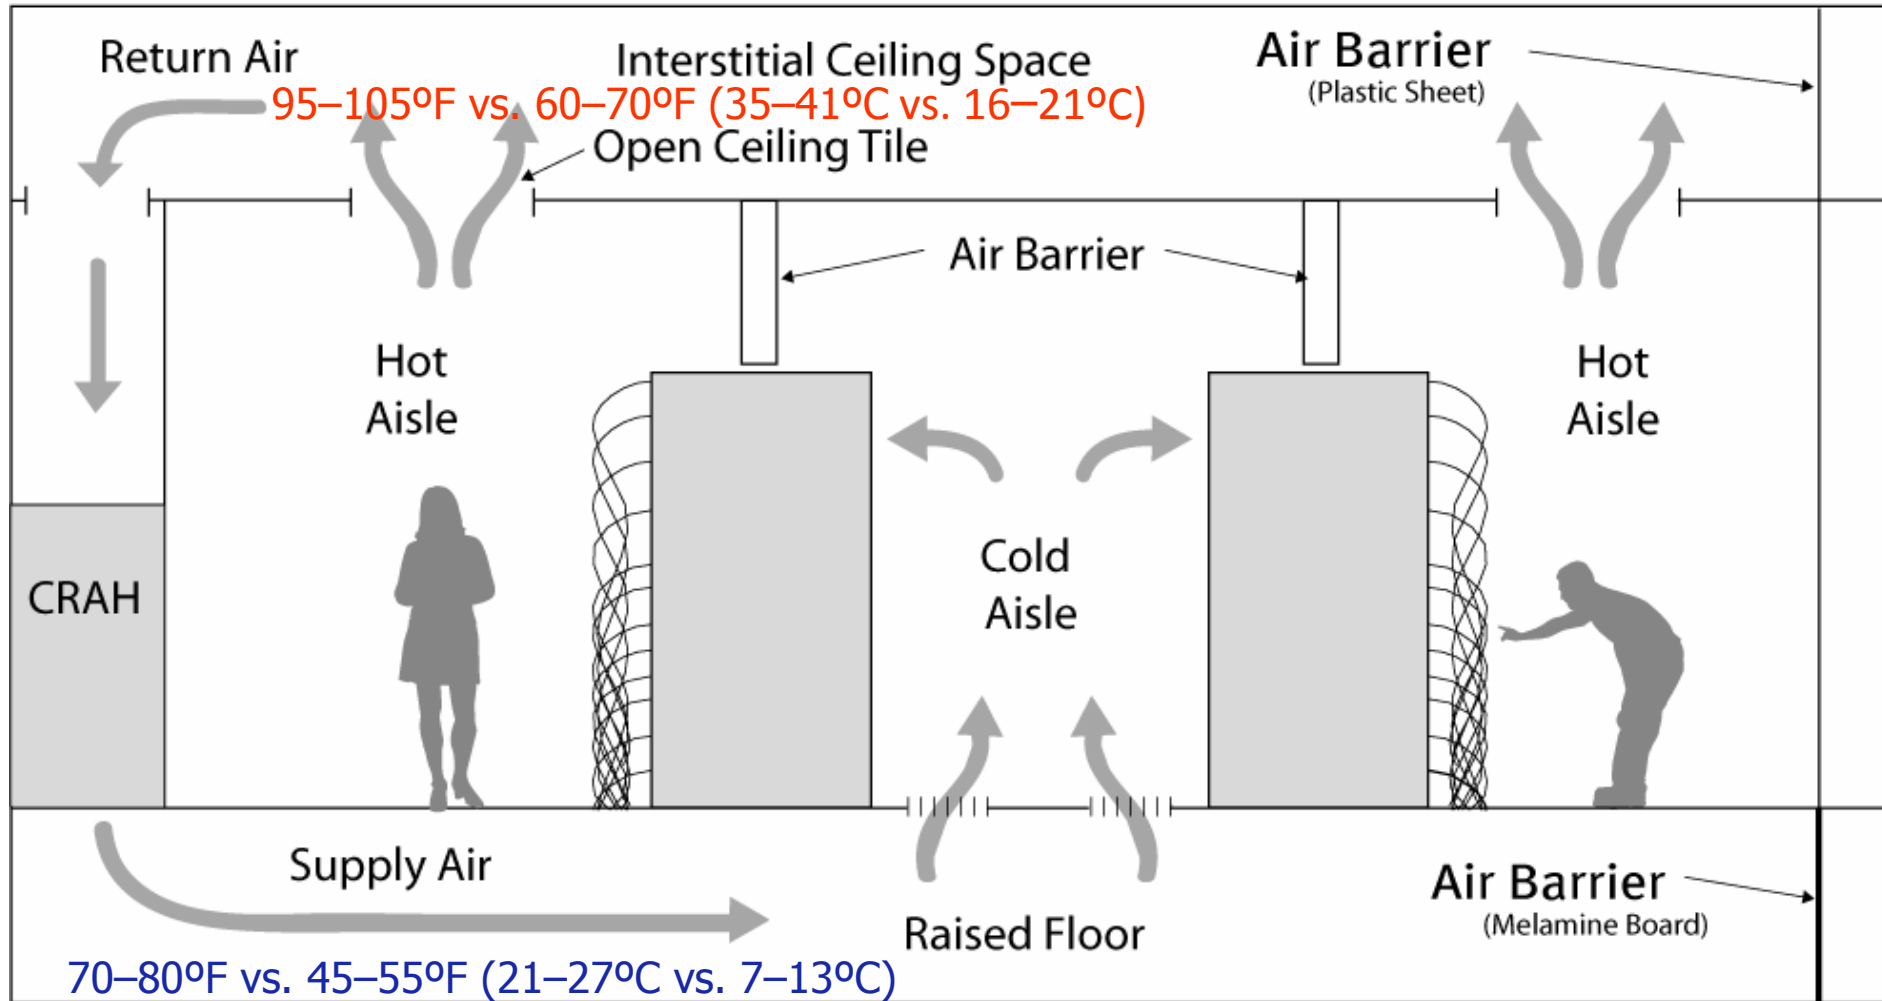 Return Air
Interstitial Ceiling Space
95–105ºF vs. 60–70ºF (35–41ºC vs. 16–21ºC)
Open Ceiling Tile
Air Barrier
(Plastic Sheet)
Air Barrier
Hot
Aisle
Hot
Aisle
Cold
Aisle
CRAH
Supply Air
Raised Floor
Air Barrier
(Melamine Board)
70–80ºF vs. 45–55ºF (21–27ºC vs. 7–13ºC)